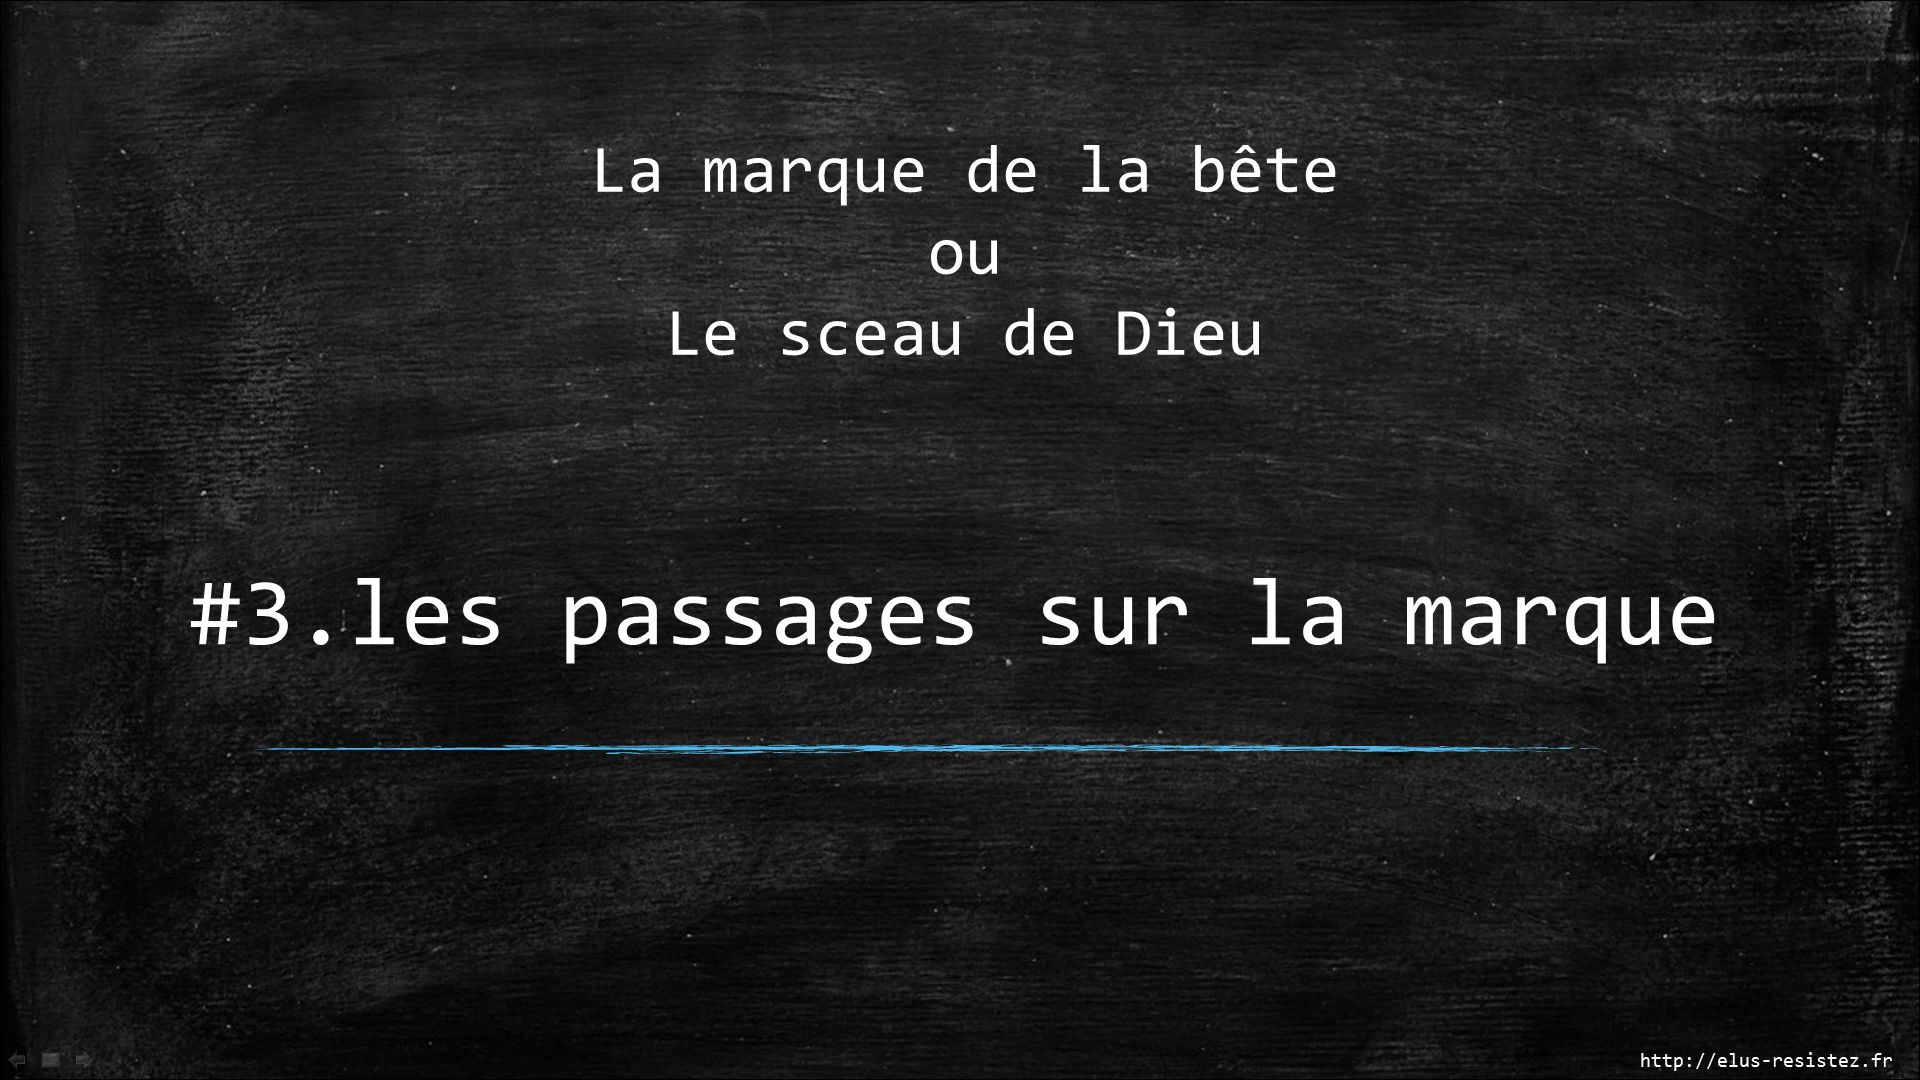 La marque de la bête
ou
Le sceau de Dieu
#3.les passages sur la marque
http://elus-resistez.fr